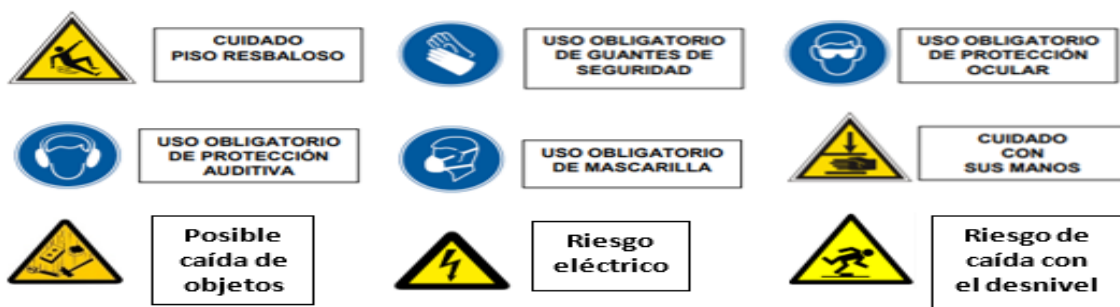 CUIDADO
PISO RESBALOSO
USO OBLIGATORIO
DE GUANTES DE
SEGURIDAD
USO OBLIGATORIO
DE PROTECCIÓN
OCULAR
USO OBLIGATORIO
DE PROTECCIÓN
AUDITIVA
USO OBLIGATORIO
DE MASCARILLA
CUIDADO
CON
SUS MANOS
Posible
caída de
objetos
Riesgo
eléctrico
Riesgo de
caída con
el desnivel